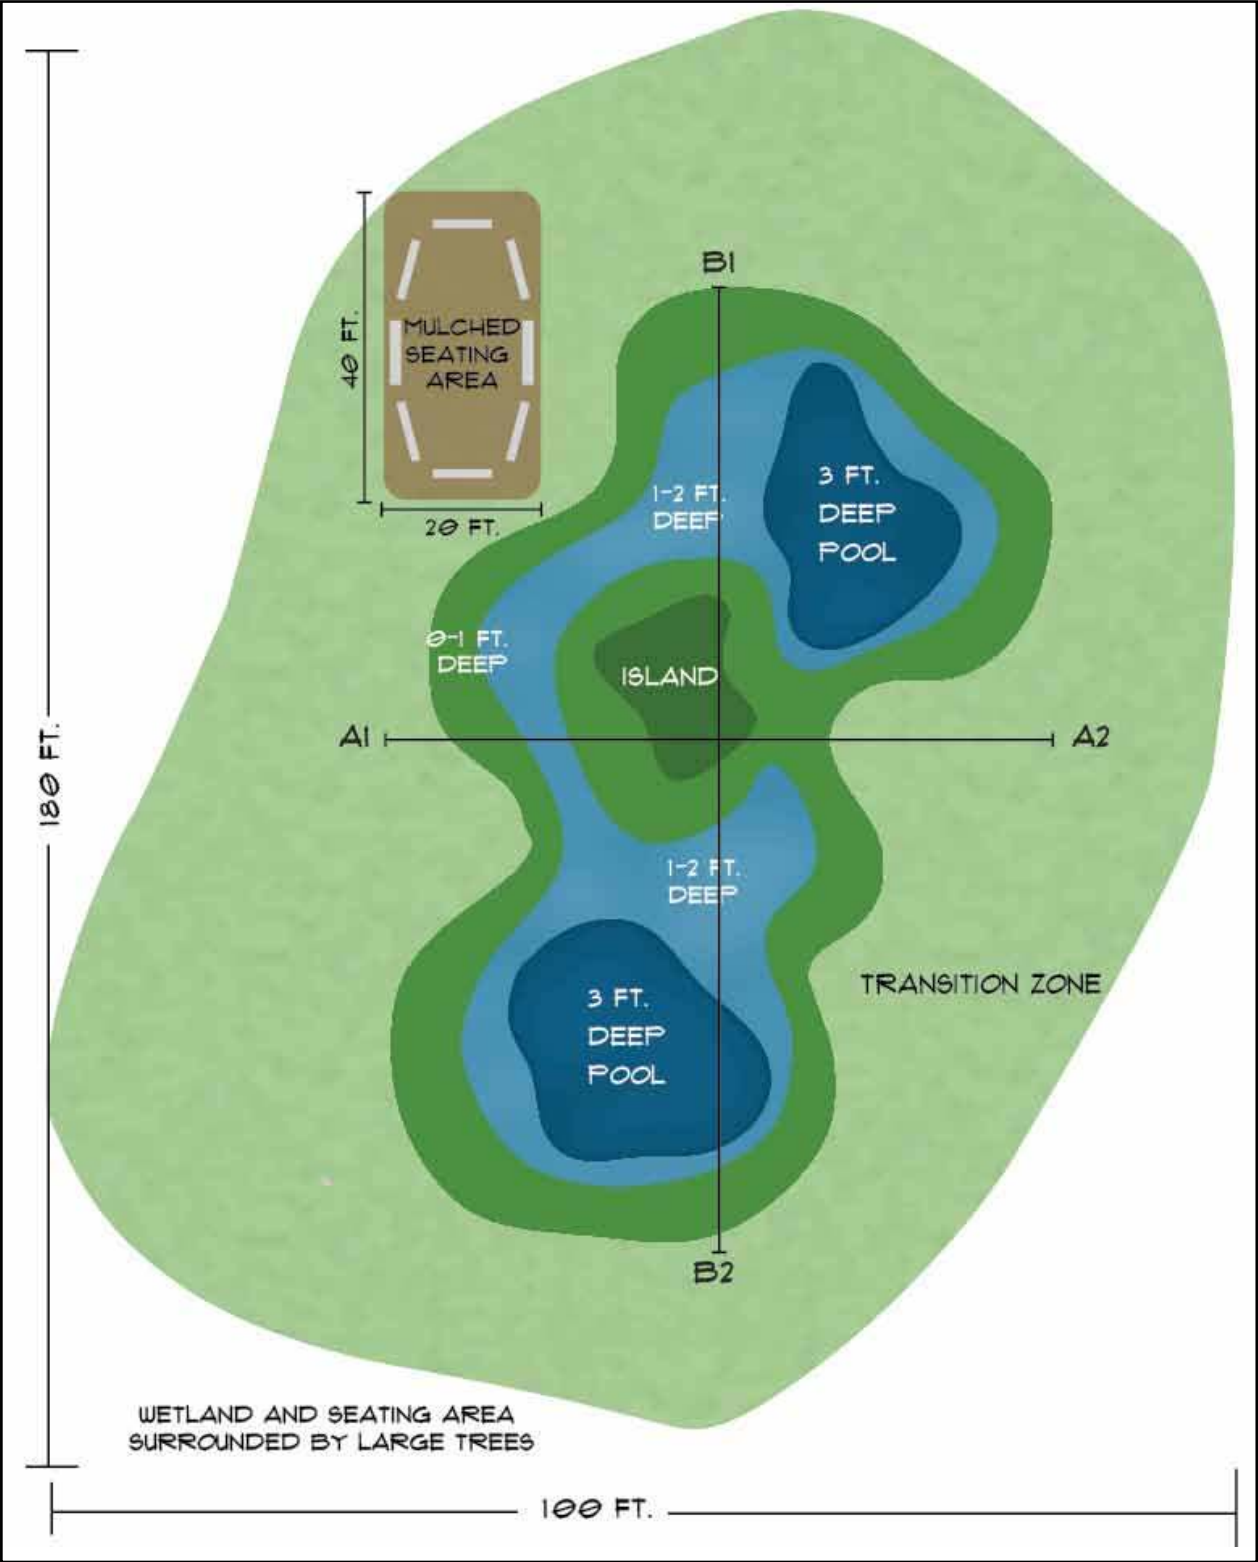 B1
40 FT.
MULCHED
SEATING
AREA
20 FT.
1-2 FT.
DEEP
3 FT.
DEEP
POOL
0-1 FT.
DEEP
ISLAND
A1
A2
180 FT.
1-2 FT.
DEEP
TRANSITION ZONE
3 FT.
DEEP
POOL
B2
WETLAND AND SEATING AREA
SURROUNDED BY LARGE TREES
100 FT.